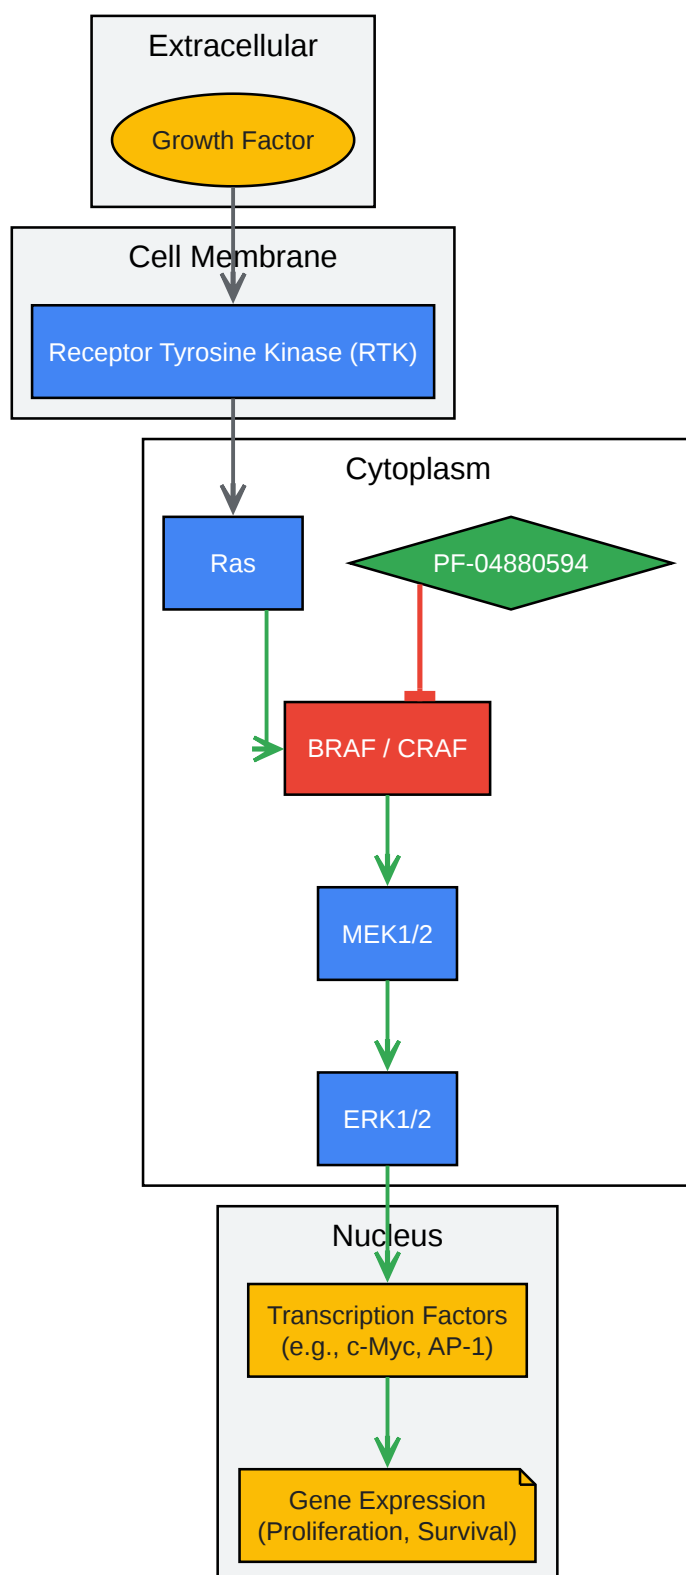 Extracellular
Growth Factor
Cell Membrane
Receptor Tyrosine Kinase (RTK)
Cytoplasm
Ras
PF-04880594
BRAF / CRAF
MEK1/2
ERK1/2
Nucleus
Transcription Factors
(e.g., c-Myc, AP-1)
Gene Expression
(Proliferation, Survival)